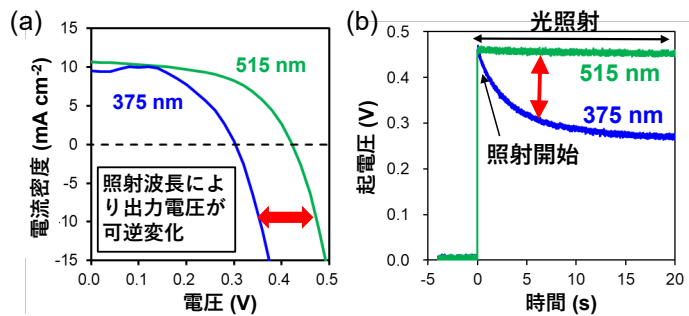 (a)
電流密度 (mA cm-2)
15
10
5
0
-5
-10
-15
515 nm
375 nm
照射波長によ
り出力電圧が
可逆変化
0.0
0.1
0.2
0.3
0.4
0.5
電圧 (V)
(b)
起電圧 (V)
0.5
0.4
0.3
0.2
0.1
0.0
光照射
515 nm
375 nm
照射開始
-5
0
5
10
15
20
時間 (s)